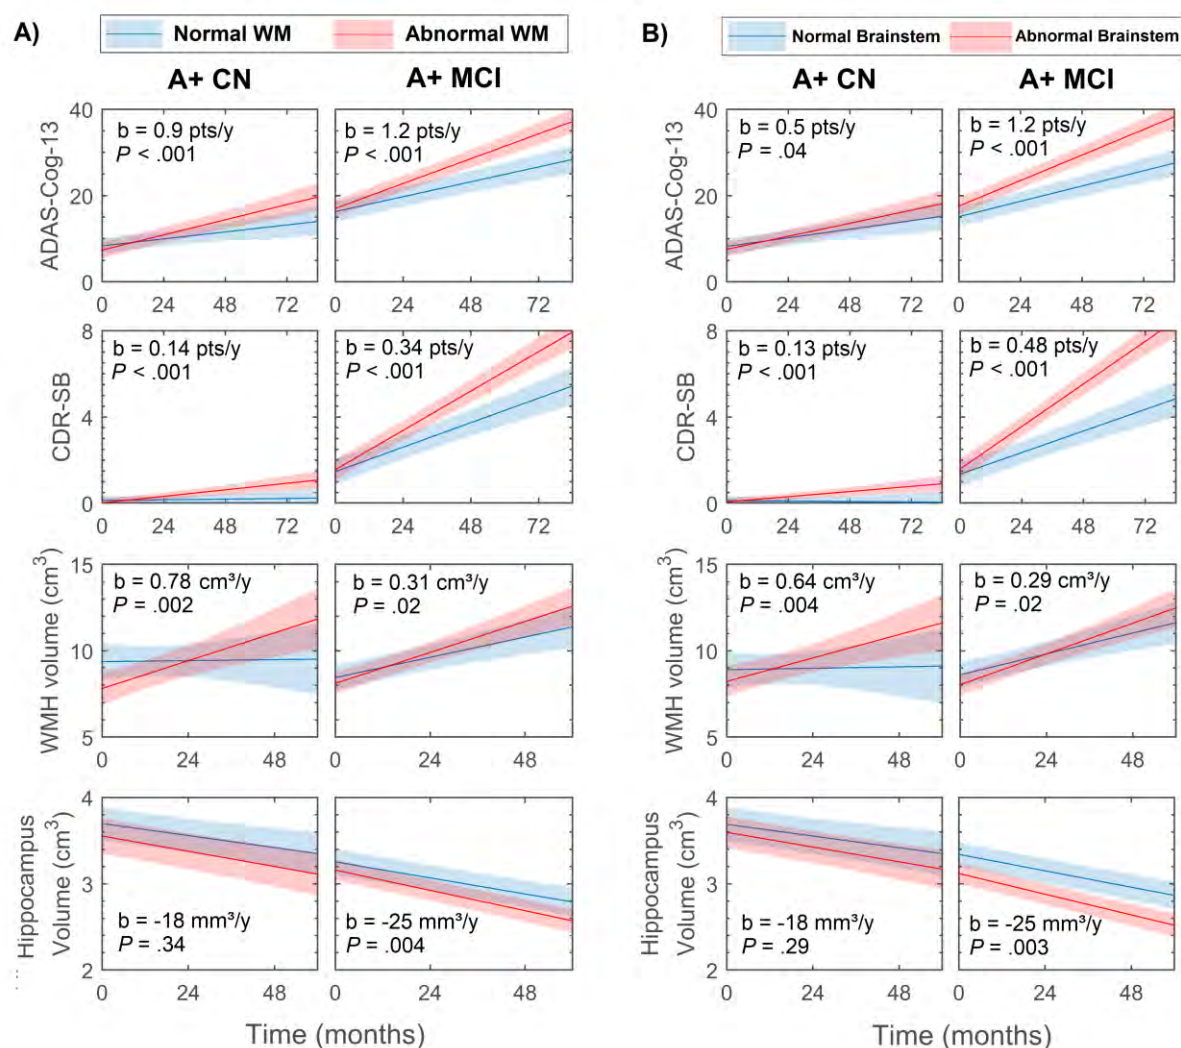 A)
Normal WM
Abnormal WM
A+ CN
A+ MCI
ADAS-Cog-13
40
20
0
b = 0.9 pts/y
P < .001
0
24
48
72
b = 1.2 pts/y
P < .001
0
24
48
72
CDR-SB
8
4
0
b = 0.14 pts/y
P < .001
0
24
48
72
b = 0.34 pts/y
P < .001
0
24
48
72
WMH volume (cm³)
15
10
5
b = 0.78 cm³/y
P = .002
0
24
48
b = 0.31 cm³/y
P = .02
0
24
48
Hippocampus
Volume (cm³)
4
3
2
b = -18 mm³/y
P = .34
0
24
48
b = -25 mm³/y
P = .004
0
24
48
Time (months)
B)
Normal Brainstem
Abnormal Brainstem
A+ CN
A+ MCI
ADAS-Cog-13
40
20
0
b = 0.5 pts/y
P = .04
0
24
48
72
b = 1.2 pts/y
P < .001
0
24
48
72
CDR-SB
8
4
0
b = 0.13 pts/y
P < .001
0
24
48
72
b = 0.48 pts/y
P < .001
0
24
48
72
WMH volume (cm³)
15
10
5
b = 0.64 cm³/y
P = .004
0
24
48
b = 0.29 cm³/y
P = .02
0
24
48
Hippocampus
Volume (cm³)
4
3
2
b = -18 mm³/y
P = .29
0
24
48
b = -25 mm³/y
P = .003
0
24
48
Time (months)